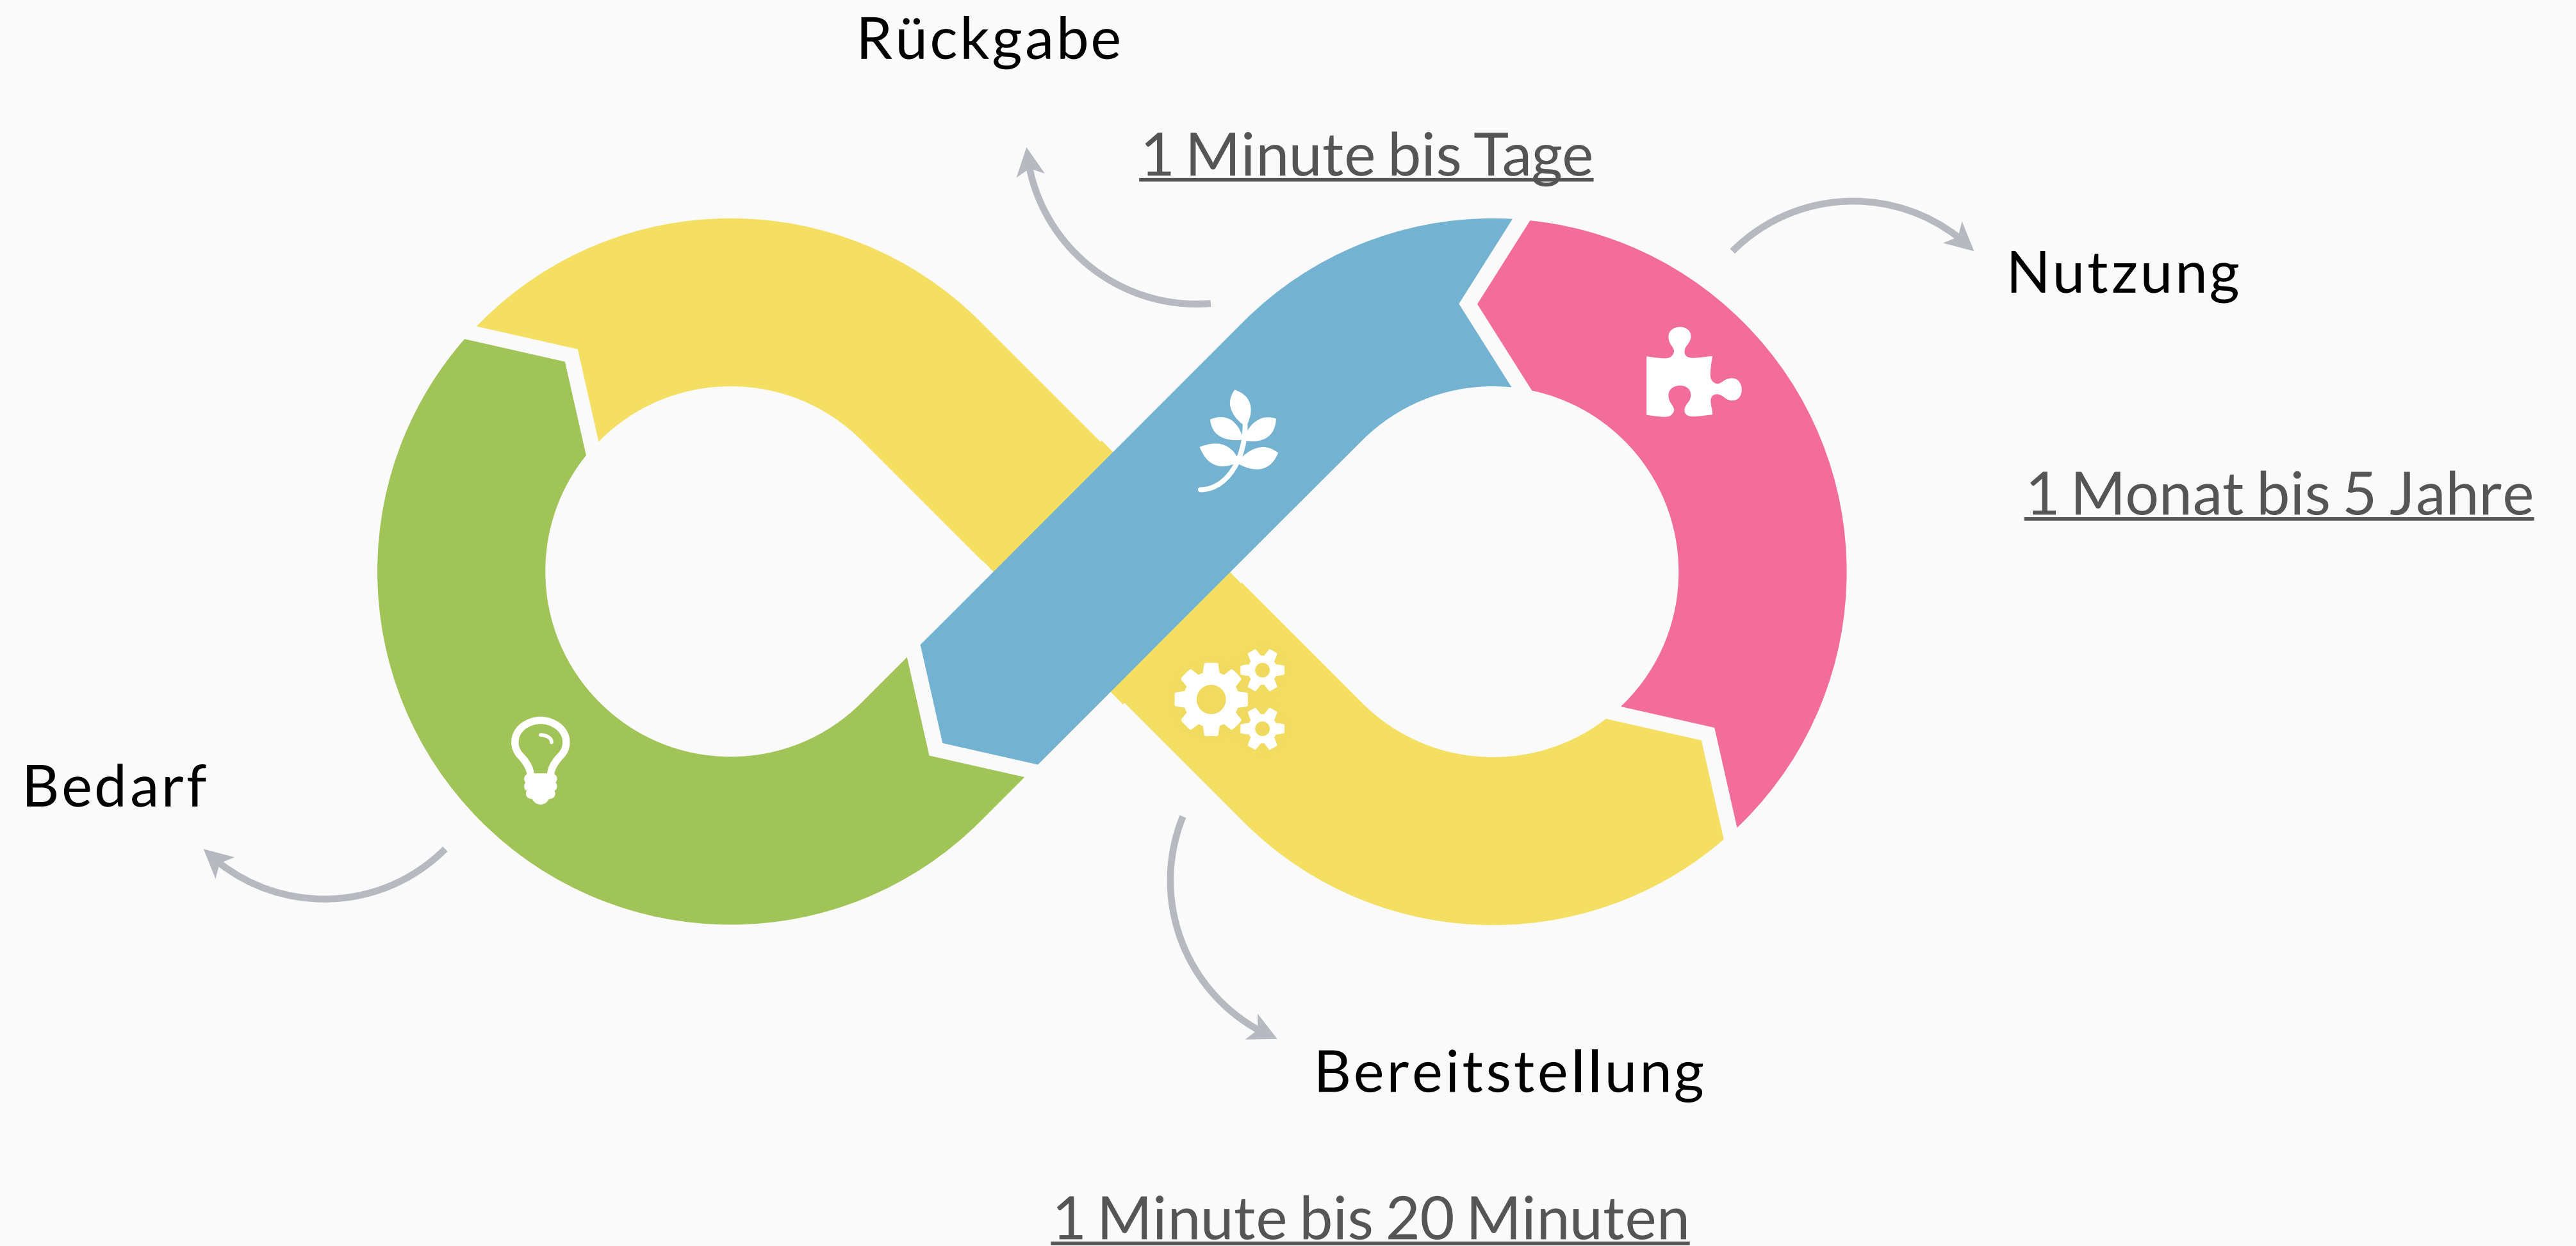 Rückgabe
1 Minute bis Tage
Nutzung
1 Monat bis 5 Jahre
Bedarf
Bereitstellung
1 Minute bis 20 Minuten